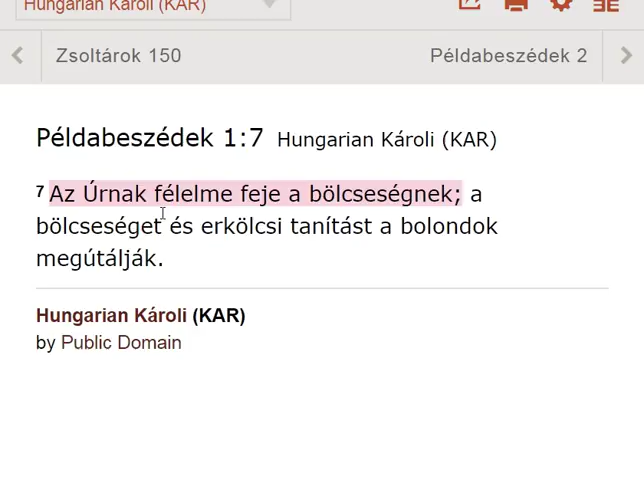 Hungarian Károli (KAR)
Zsoltárok 150
Példabeszédek 2
Példabeszédek 1:7 Hungarian Károli (KAR)
7 Az Úrnak félelme feje a bölcseségnek; a
bölcseséget és erkölcsi tanítást a bolondok
megútálják.
Hungarian Károli (KAR)
by Public Domain